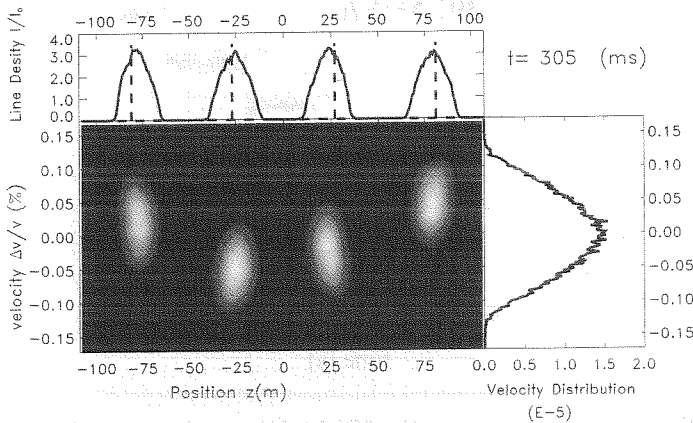 −100 −75 −50 −25 0 25 50 75 100
Line Desity I/I₀
4.0
3.0
2.0
1.0
0.0
t= 305 (ms)
velocity Δv/v (%)
0.15
0.10
0.05
0.00
−0.05
−0.10
−0.15
0.15
0.10
0.05
0.00
−0.05
−0.10
−0.15
−100 −75 −50 −25 0 25 50 75 100
Position z(m)
0.0 0.5 1.0 1.5 2.0
Velocity Distribution
(E−5)